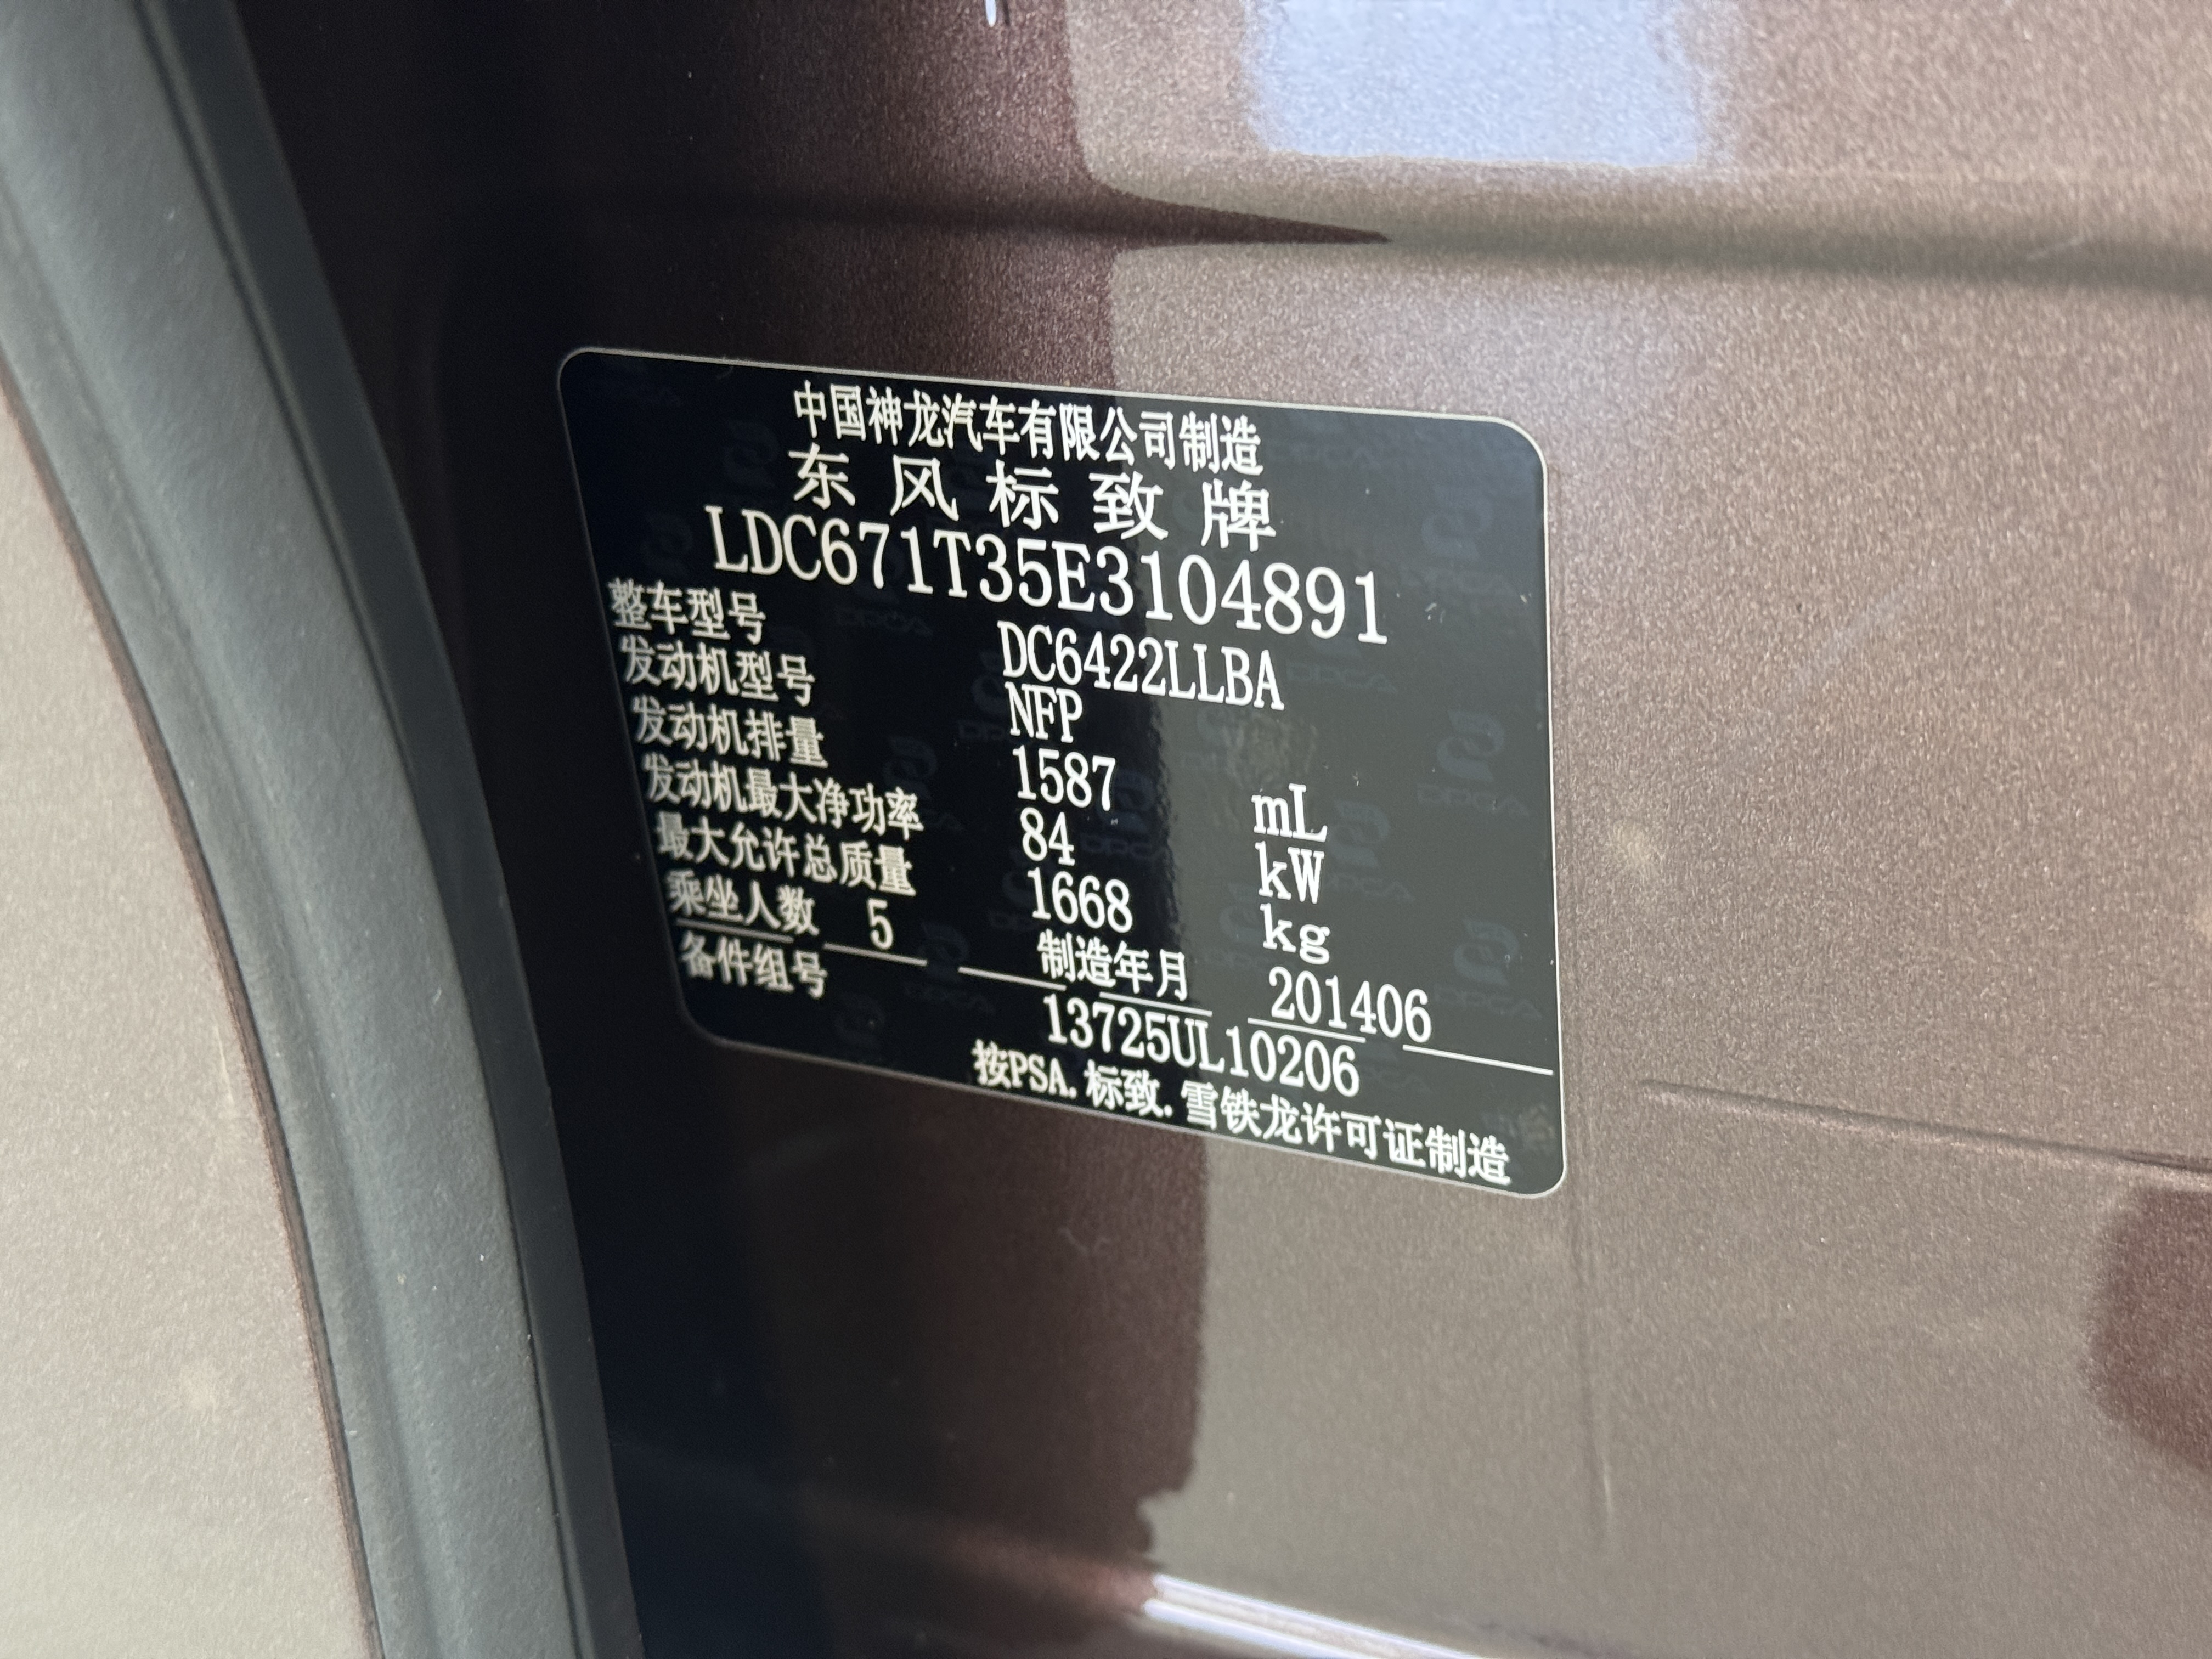 中国神龙汽车有限公司制造
东风标致牌
LDC671T35E3104891
整车型号 DC6422LLBA
发动机型号 NFP
发动机排量 1587 mL
发动机最大净功率 84 kW
最大允许总质量 1668 kg
乘坐人数 5 制造年月 201406
备件组号 13725UL10206
按PSA.标致.雪铁龙许可证制造